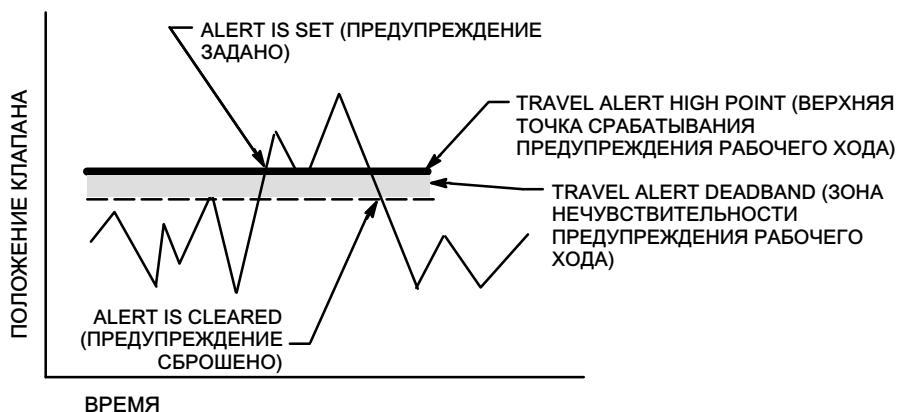 ALERT IS SET (ПРЕДУПРЕЖДЕНИЕ
ЗАДАНО)
ПОЛОЖЕНИЕ КЛАПАНА
TRAVEL ALERT HIGH POINT (ВЕРХНЯЯ
ТОЧКА СРАБАТЫВАНИЯ
ПРЕДУПРЕЖДЕНИЯ РАБОЧЕГО ХОДА)
TRAVEL ALERT DEADBAND (ЗОНА
НЕЧУВСТВИТЕЛЬНОСТИ
ПРЕДУПРЕЖДЕНИЯ РАБОЧЕГО
ХОДА)
ALERT IS CLEARED
(ПРЕДУПРЕЖДЕНИЕ
СБРОШЕНО)
ВРЕМЯ